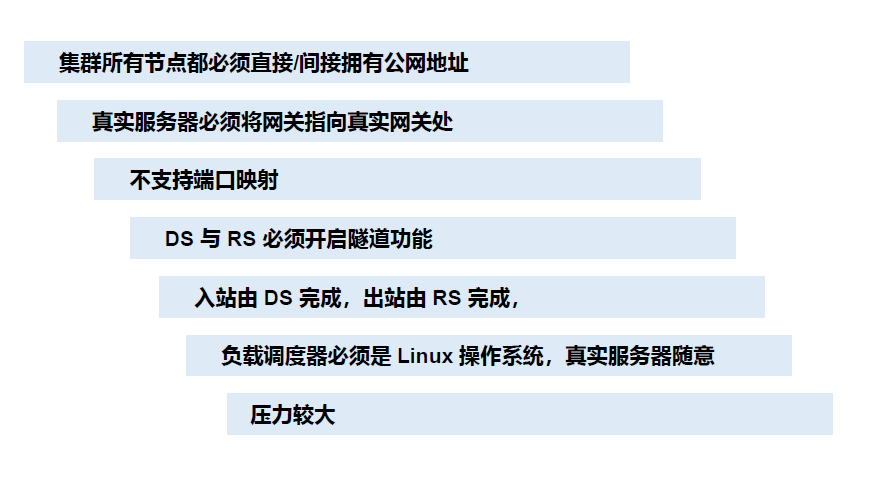 集群所有节点都必须直接/间接拥有公网地址
真实服务器必须将网关指向真实网关处
不支持端口映射
DS 与 RS 必须开启隧道功能
入站由 DS 完成，出站由 RS 完成，
负载调度器必须是 Linux 操作系统，真实服务器随意
压力较大